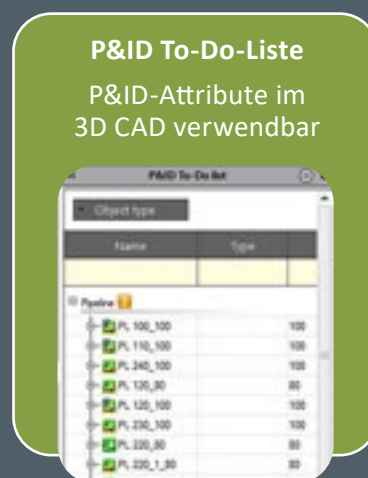 P&ID To-Do-Liste
P&ID-Attribute im
3D CAD verwendbar
P&ID To-Do list
Object type
Name Type
Pipeline
PL 100_100 100
PL 110_100 100
PL 240_100 100
PL 120_80 80
PL 120_100 100
PL 230_100 100
PL 220_80 80
PL 220_1_80 80